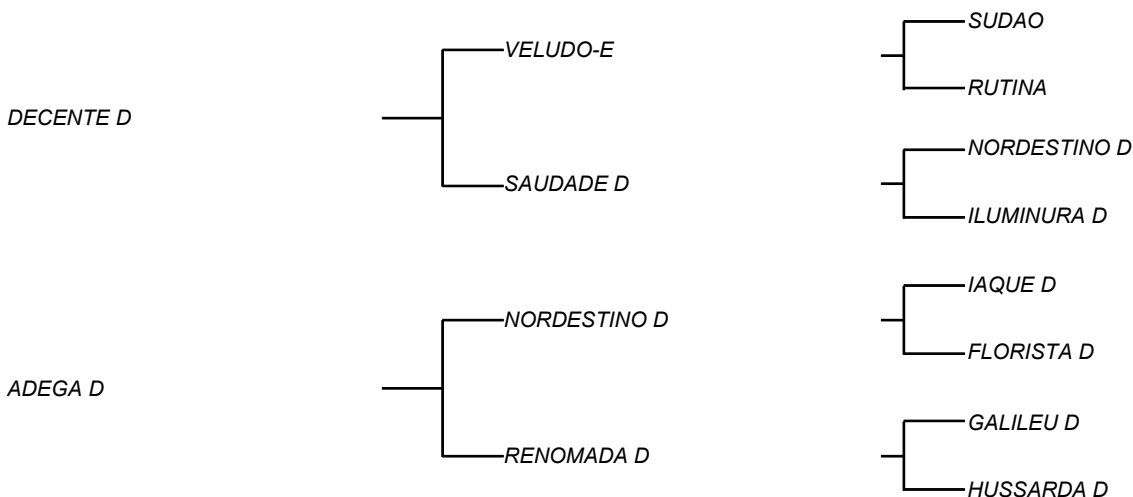 SUDAO
VELUDO-E
RUTINA
DECENTE D
NORDESTINO D
SAUDADE D
ILUMINURA D
IAQUE D
NORDESTINO D
FLORISTA D
ADEGA D
GALILEU D
RENOMADA D
HUSSARDA D